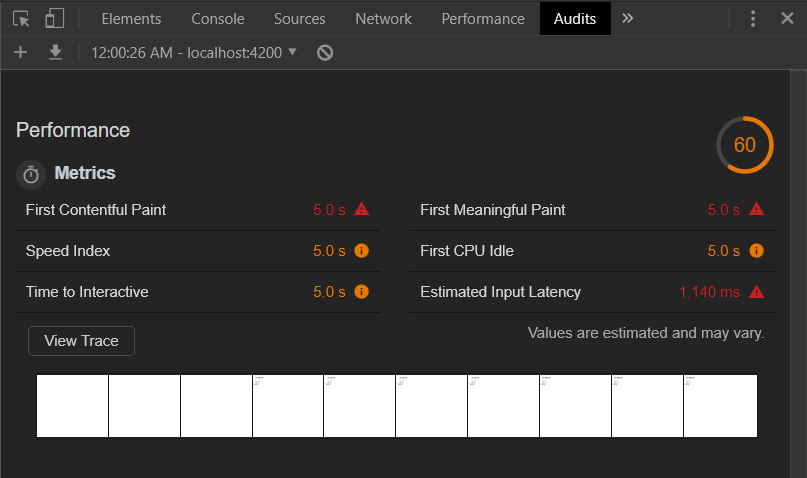 Elements Console Sources Network Performance Audits »
12:00:26 AM - localhost:4200 ▼
Performance
60
Metrics
First Contentful Paint 5.0 s
First Meaningful Paint 5.0 s
Speed Index 5.0 s
First CPU Idle 5.0 s
Time to Interactive 5.0 s
Estimated Input Latency 1,140 ms
View Trace
Values are estimated and may vary.